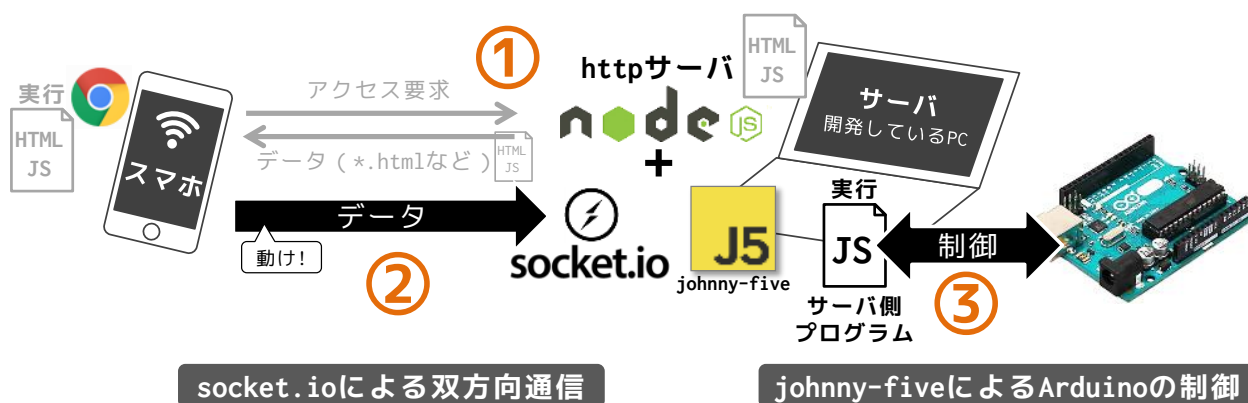 実行
HTML
JS
スマホ
①
アクセス要求
データ ( *.htmlなど )
HTML
JS
データ
動け!
②
httpサーバ
HTML
JS
node
JS
+
socket.io
J5
johnny-five
サーバ
開発しているPC
実行
JS
サーバ側
プログラム
制御
③
socket.ioによる双方向通信
johnny-fiveによるArduinoの制御